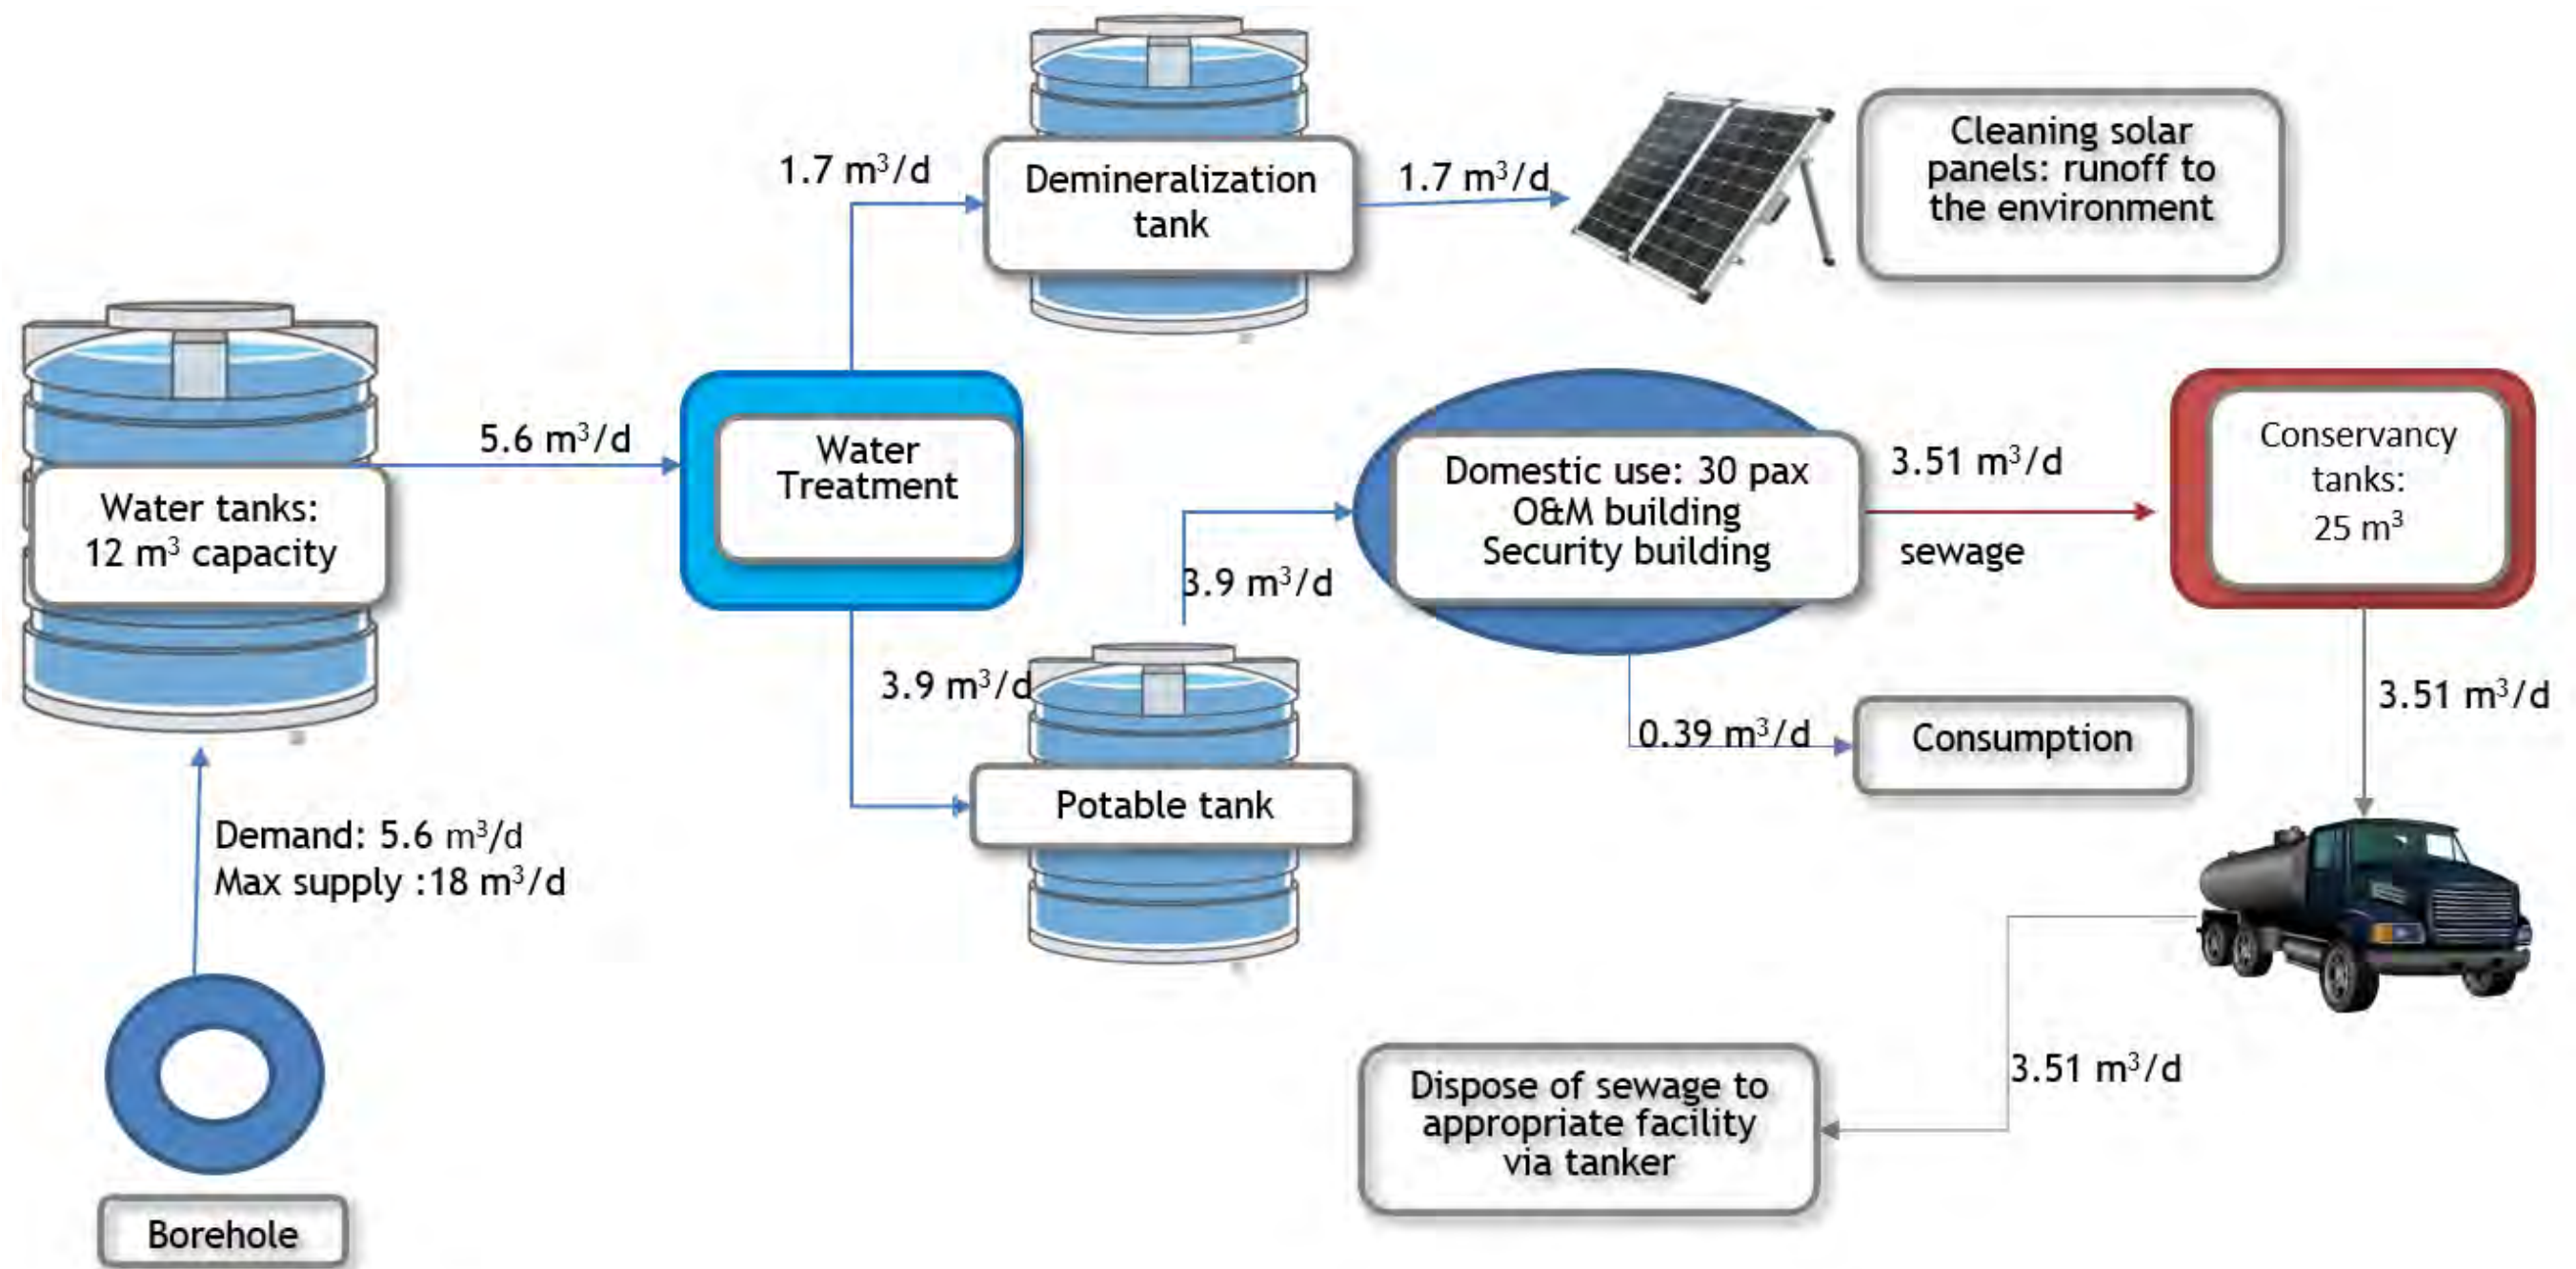 1.7 m³/d
Demineralization
tank
1.7 m³/d
Cleaning solar
panels: runoff to
the environment
Water tanks:
12 m³ capacity
5.6 m³/d
Water
Treatment
Domestic use: 30 pax
O&M building
Security building
3.51 m³/d
sewage
Conservancy
tanks:
25 m³
3.9 m³/d
3.9 m³/d
Potable tank
0.39 m³/d
Consumption
3.51 m³/d
Demand: 5.6 m³/d
Max supply :18 m³/d
Borehole
Dispose of sewage to
appropriate facility
via tanker
3.51 m³/d